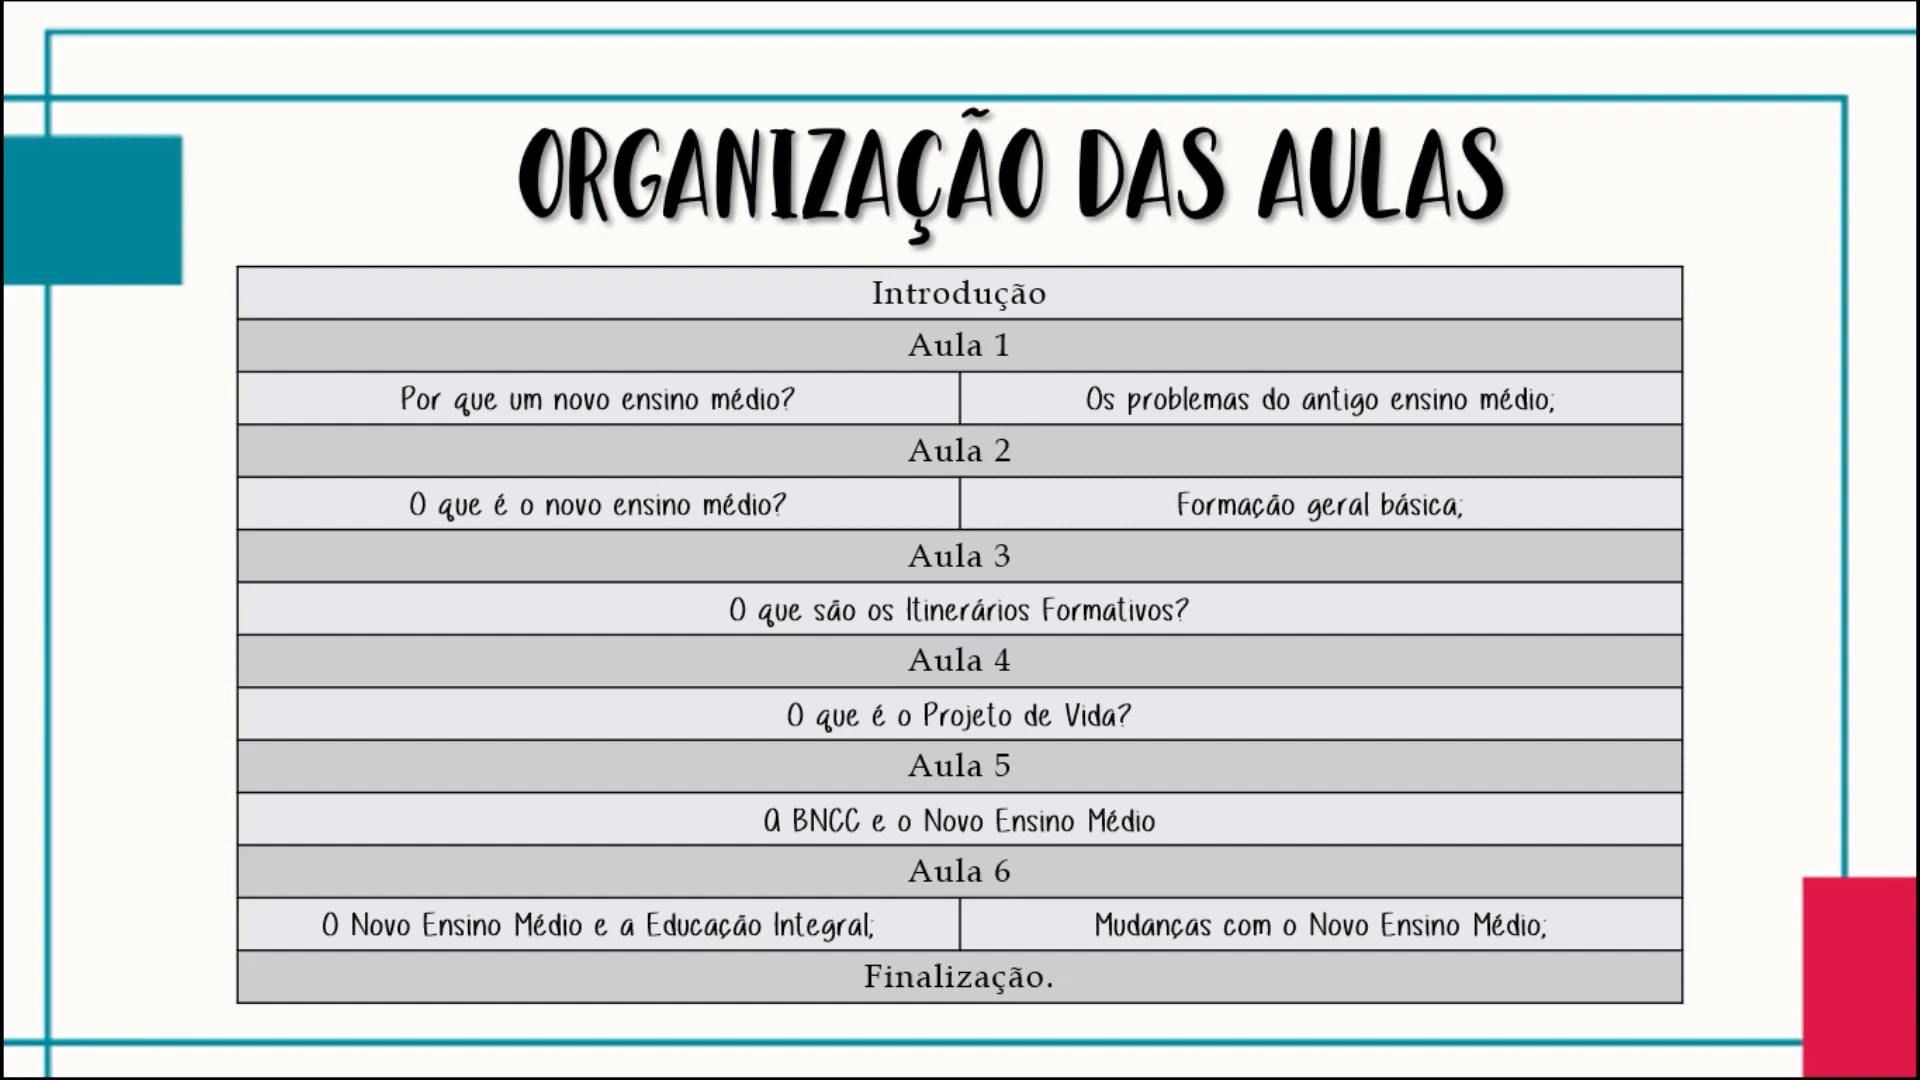 ORGANIZAÇÃO DAS AULAS
Introdução
Aula 1
Por que um novo ensino médio?
Os problemas do antigo ensino médio;
Aula 2
O que é o novo ensino médio?
Formação geral básica;
Aula 3
O que são os Itinerários Formativos?
Aula 4
O que é o Projeto de Vida?
Aula 5
A BNCC e o Novo Ensino Médio
Aula 6
O Novo Ensino Médio e a Educação Integral;
Mudanças com o Novo Ensino Médio;
Finalização.